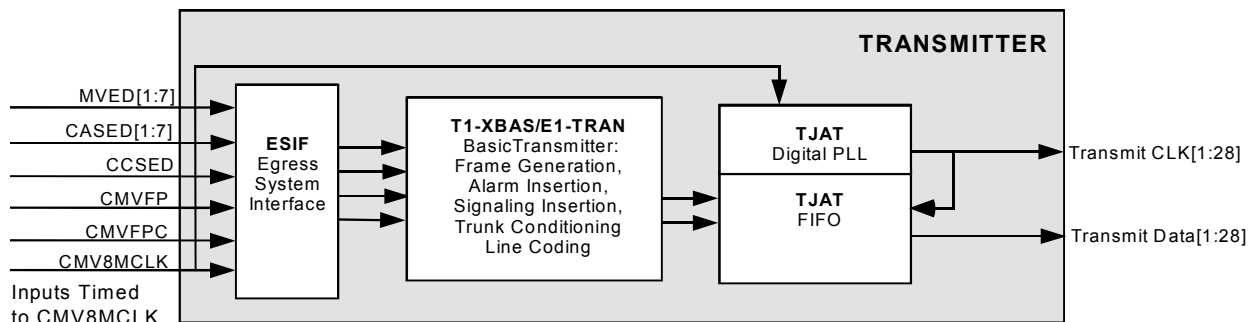 TRANSMITTER
MVED[1:7]
CASED[1:7]
CCSED
CMVFP
CMVFPC
CMV8MCLK
Inputs Timed
to CMV8MCLK
ESIF
Egress
System
Interface
T1-XBAS/E1-TRAN
BasicTransmitter:
Frame Generation,
Alarm Insertion,
Signaling Insertion,
Trunk Conditioning
Line Coding
TJAT
Digital PLL
TJAT
FIFO
Transmit CLK[1:28]
Transmit Data[1:28]